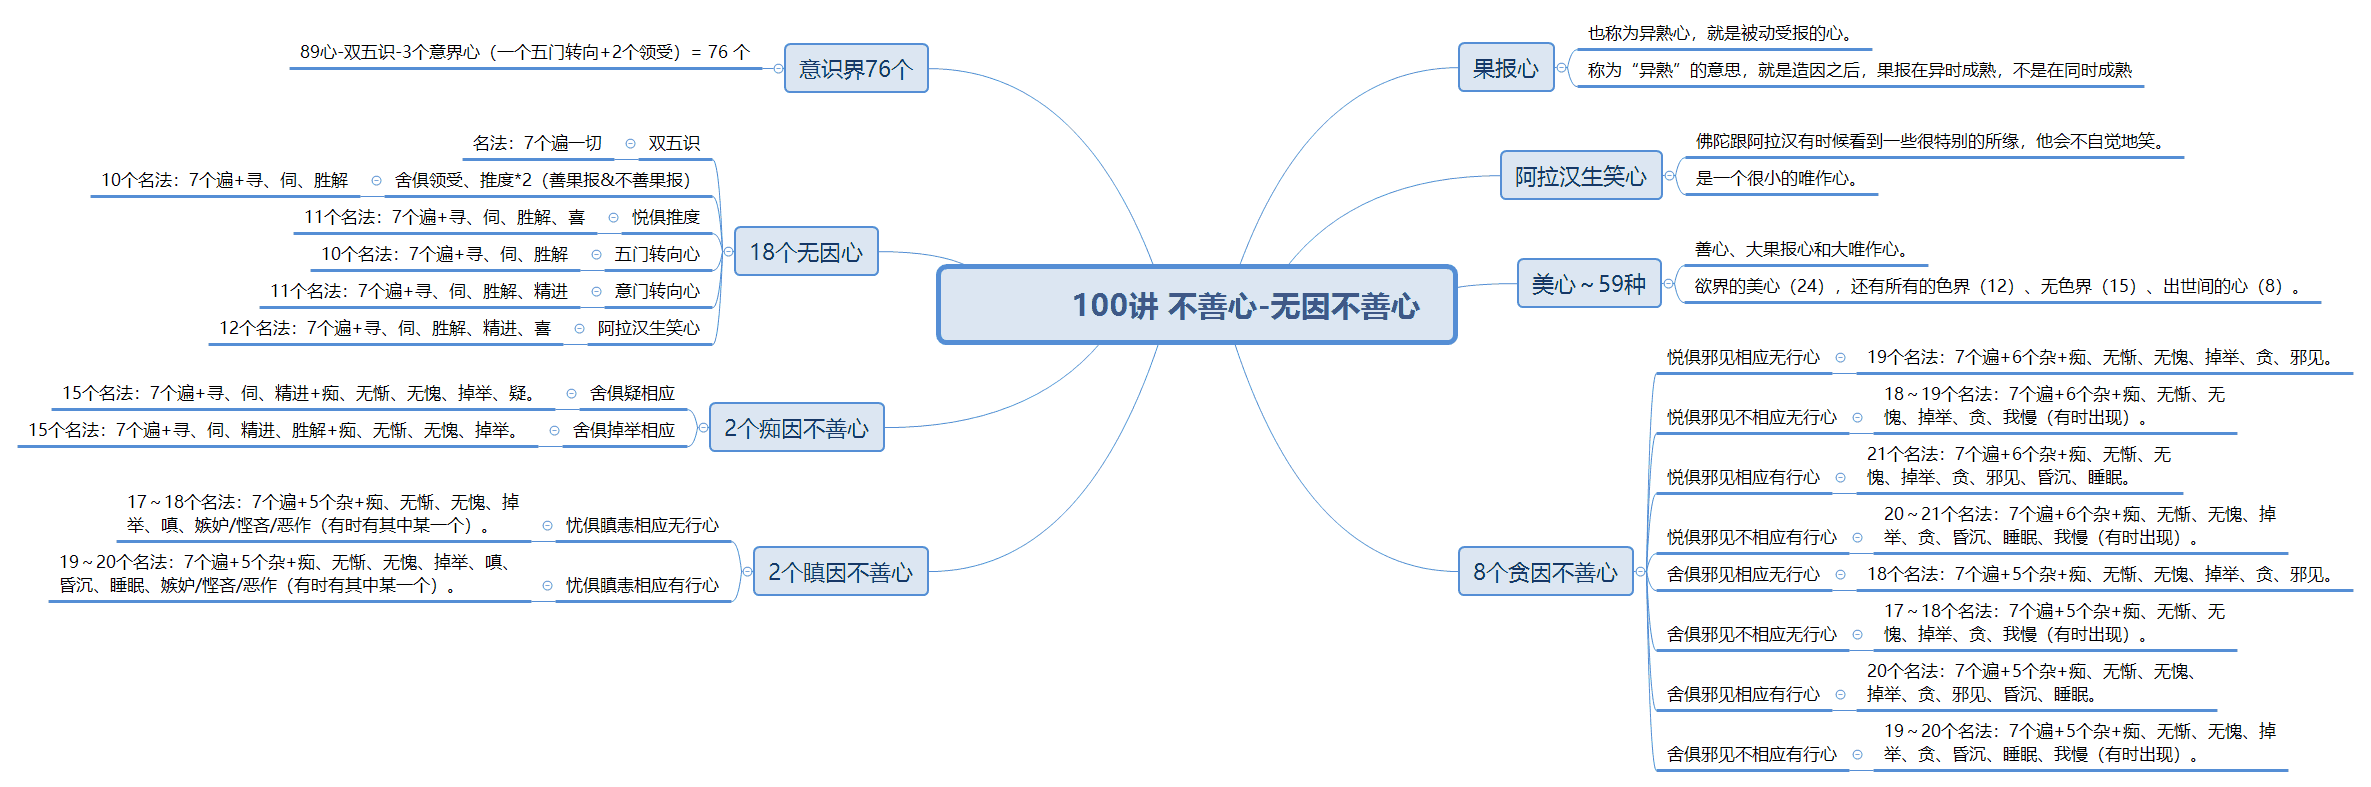 100讲 不善心-无因不善心
果报心
也称为异熟心，就是被动受报的心。
称为“异熟”的意思，就是造因之后，果报在异时成熟，不是在同时成熟
阿拉汉生笑心
佛陀跟阿拉汉有时候看到一些很特别的所缘，他会不自觉地笑。
是一个很小的唯作心。
美心～59种
善心、大果报心和大唯作心。
欲界的美心（24），还有所有的色界（12）、无色界（15）、出世间的心（8）。
8个贪因不善心
悦俱邪见相应无行心
19个名法：7个遍+6个杂+痴、无惭、无愧、掉举、贪、邪见。
悦俱邪见不相应无行心
18～19个名法：7个遍+6个杂+痴、无惭、无
愧、掉举、贪、我慢（有时出现）。
悦俱邪见相应有行心
21个名法：7个遍+6个杂+痴、无惭、无
愧、掉举、贪、邪见、昏沉、睡眠。
悦俱邪见不相应有行心
20～21个名法：7个遍+6个杂+痴、无惭、无愧、掉
举、贪、昏沉、睡眠、我慢（有时出现）。
舍俱邪见相应无行心
18个名法：7个遍+5个杂+痴、无惭、无愧、掉举、贪、邪见。
舍俱邪见不相应无行心
17～18个名法：7个遍+5个杂+痴、无惭、无
愧、掉举、贪、我慢（有时出现）。
舍俱邪见相应有行心
20个名法：7个遍+5个杂+痴、无惭、无愧、
掉举、贪、邪见、昏沉、睡眠。
舍俱邪见不相应有行心
19～20个名法：7个遍+5个杂+痴、无惭、无愧、掉
举、贪、昏沉、睡眠、我慢（有时出现）。
意识界76个
89心-双五识-3个意界心（一个五门转向+2个领受）= 76 个
18个无因心
双五识
名法：7个遍一切
舍俱领受、推度*2（善果报&不善果报）
10个名法：7个遍+寻、伺、胜解
悦俱推度
11个名法：7个遍+寻、伺、胜解、喜
五门转向心
10个名法：7个遍+寻、伺、胜解
意门转向心
11个名法：7个遍+寻、伺、胜解、精进
阿拉汉生笑心
12个名法：7个遍+寻、伺、胜解、精进、喜
2个痴因不善心
舍俱疑相应
15个名法：7个遍+寻、伺、精进+痴、无惭、无愧、掉举、疑。
舍俱掉举相应
15个名法：7个遍+寻、伺、精进、胜解+痴、无惭、无愧、掉举。
2个瞋因不善心
忧俱瞋恚相应无行心
17～18个名法：7个遍+5个杂+痴、无惭、无愧、掉
举、嗔、嫉妒/悭吝/恶作（有时有其中某一个）。
忧俱瞋恚相应有行心
19～20个名法：7个遍+5个杂+痴、无惭、无愧、掉举、嗔、
昏沉、睡眠、嫉妒/悭吝/恶作（有时有其中某一个）。